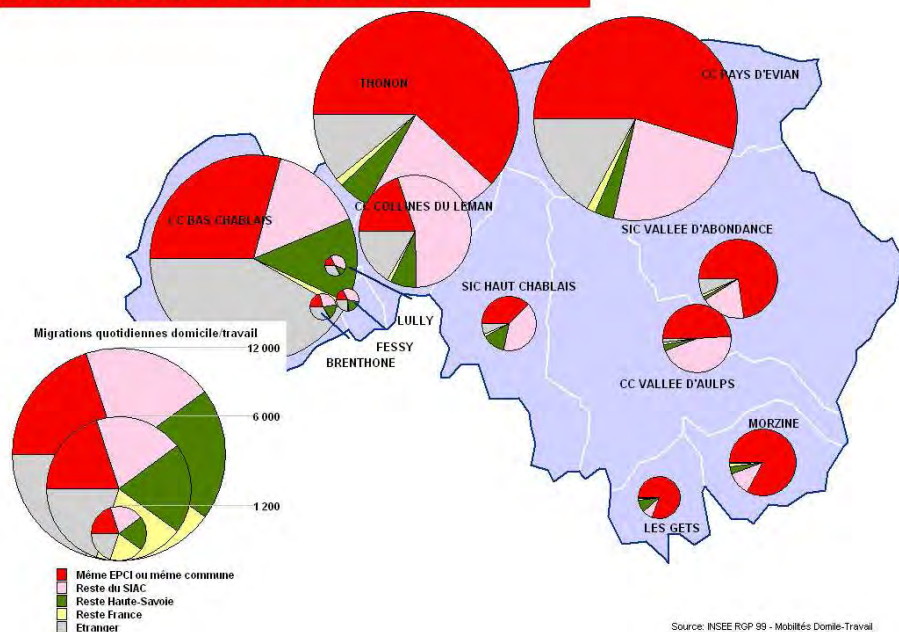 THONON
CC PAYS D'EVIAN
CC BAS CHABLAIS
CC COLLINES DU LEMAN
SIC VALLEE D'ABONDANCE
SIC HAUT CHABLAIS
LULLY
FESSY
BRENTHONE
CC VALLEE D'AULPS
MORZINE
LES GETS
Migrations quotidiennes domicile/travail
12 000
6 000
1 200
Même EPCI ou même commune
Reste du SIAC
Reste Haute-Savoie
Reste France
Etranger
Source: INSEE RGP 99 - Mobilités Domile-Travail